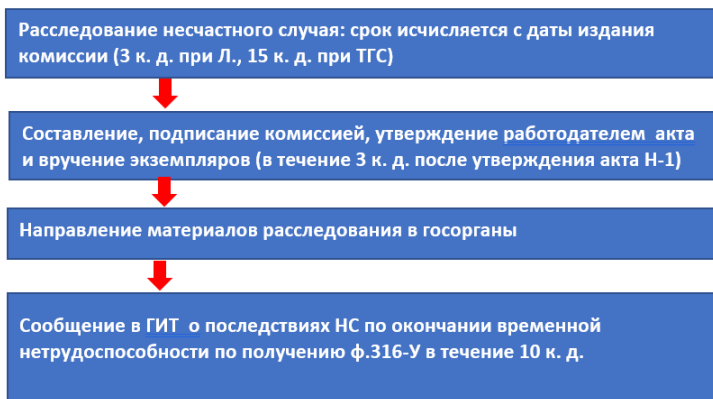 Расследование несчастного случая: срок исчисляется с даты издания
комиссии (3 к. д. при Л., 15 к. д. при ТГС)
Составление, подписание комиссией, утверждение работодателем акта
и вручение экземпляров (в течение 3 к. д. после утверждения акта Н-1)
Направление материалов расследования в госорганы
Сообщение в ГИТ о последствиях НС по окончании временной
нетрудоспособности по получению ф.316-У в течение 10 к. д.